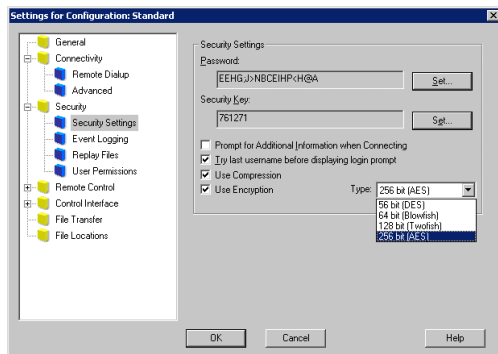 Settings for Configuration: Standard
General
Connectivity
Remote Dialup
Advanced
Security
Security Settings
Event Logging
Replay Files
User Permissions
Remote Control
Control Interface
File Transfer
File Locations
Security Settings
Password:
EEHG;J>NBCEIHP<H@A
Set...
Security Key:
761271
Set...
Prompt for Additional Information when Connecting
Try last username before displaying login prompt
Use Compression
Use Encryption
Type: 256 bit (AES)
56 bit (DES)
64 bit (Blowfish)
128 bit (Twofish)
256 bit (AES)
OK
Cancel
Help